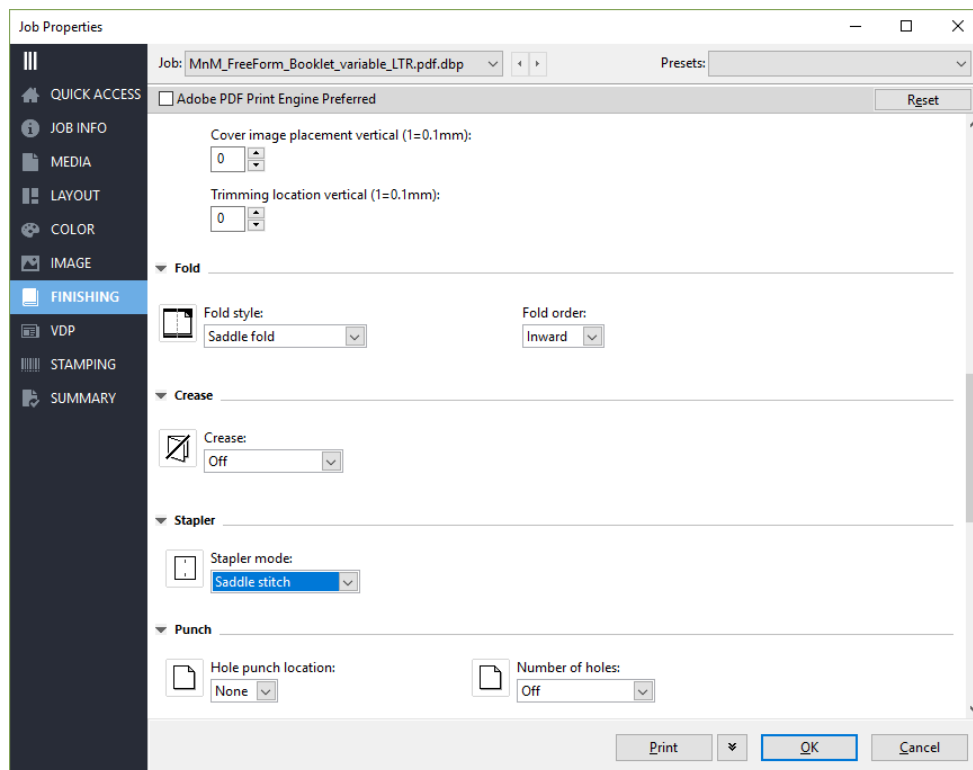 Job Properties
Job: MnM_FreeForm_Booklet_variable_LTR.pdf.dbp Presets:
QUICK ACCESS
JOB INFO
MEDIA
LAYOUT
COLOR
IMAGE
FINISHING
VDP
STAMPING
SUMMARY
Adobe PDF Print Engine Preferred Reset
Cover image placement vertical (1=0.1mm):
0
Trimming location vertical (1=0.1mm):
0
Fold
Fold style: Fold order:
Saddle fold Inward
Crease
Crease:
Off
Stapler
Stapler mode:
Saddle stitch
Punch
Hole punch location: Number of holes:
None Off
Print OK Cancel